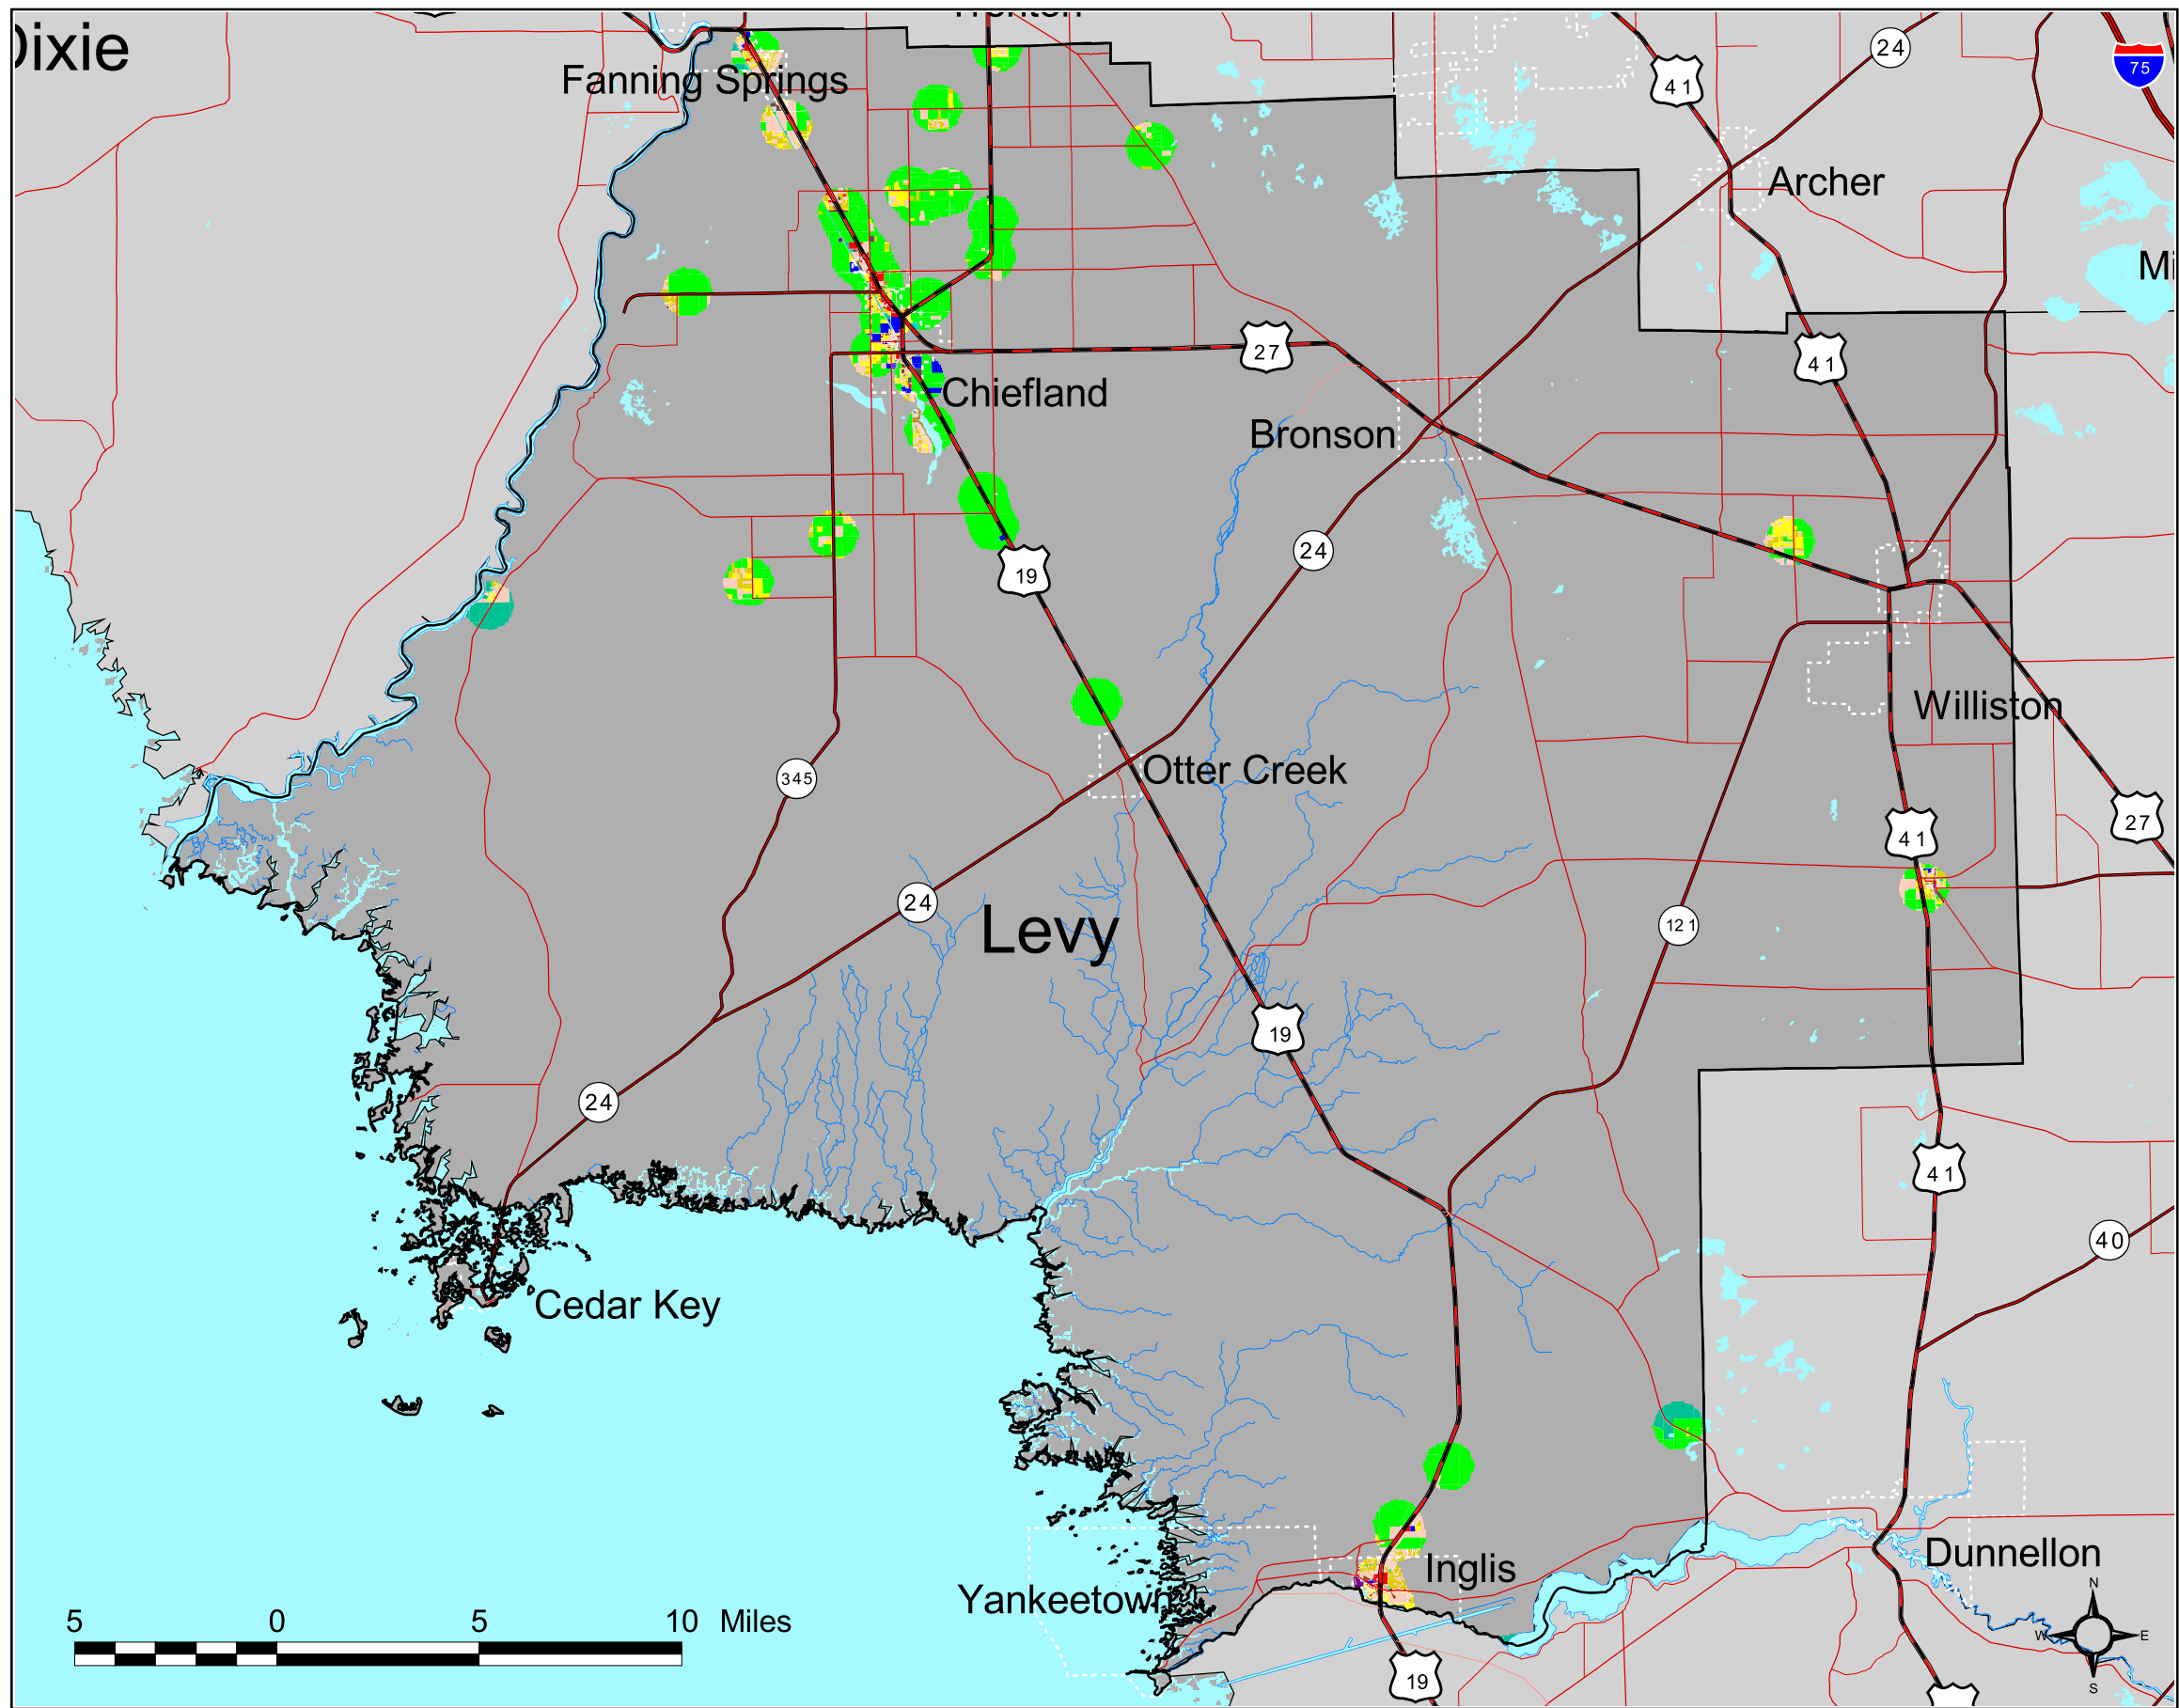 Trenton
Dixie
24
75
Fanning Springs
41
Archer
Mi
27
41
Chiefland
Bronson
24
19
Williston
Otter Creek
345
27
41
24
Levy
121
19
24
41
40
Cedar Key
Inglis
Dunnellon
Yankeetown
N
W E
S
5 0 5 10 Miles
19